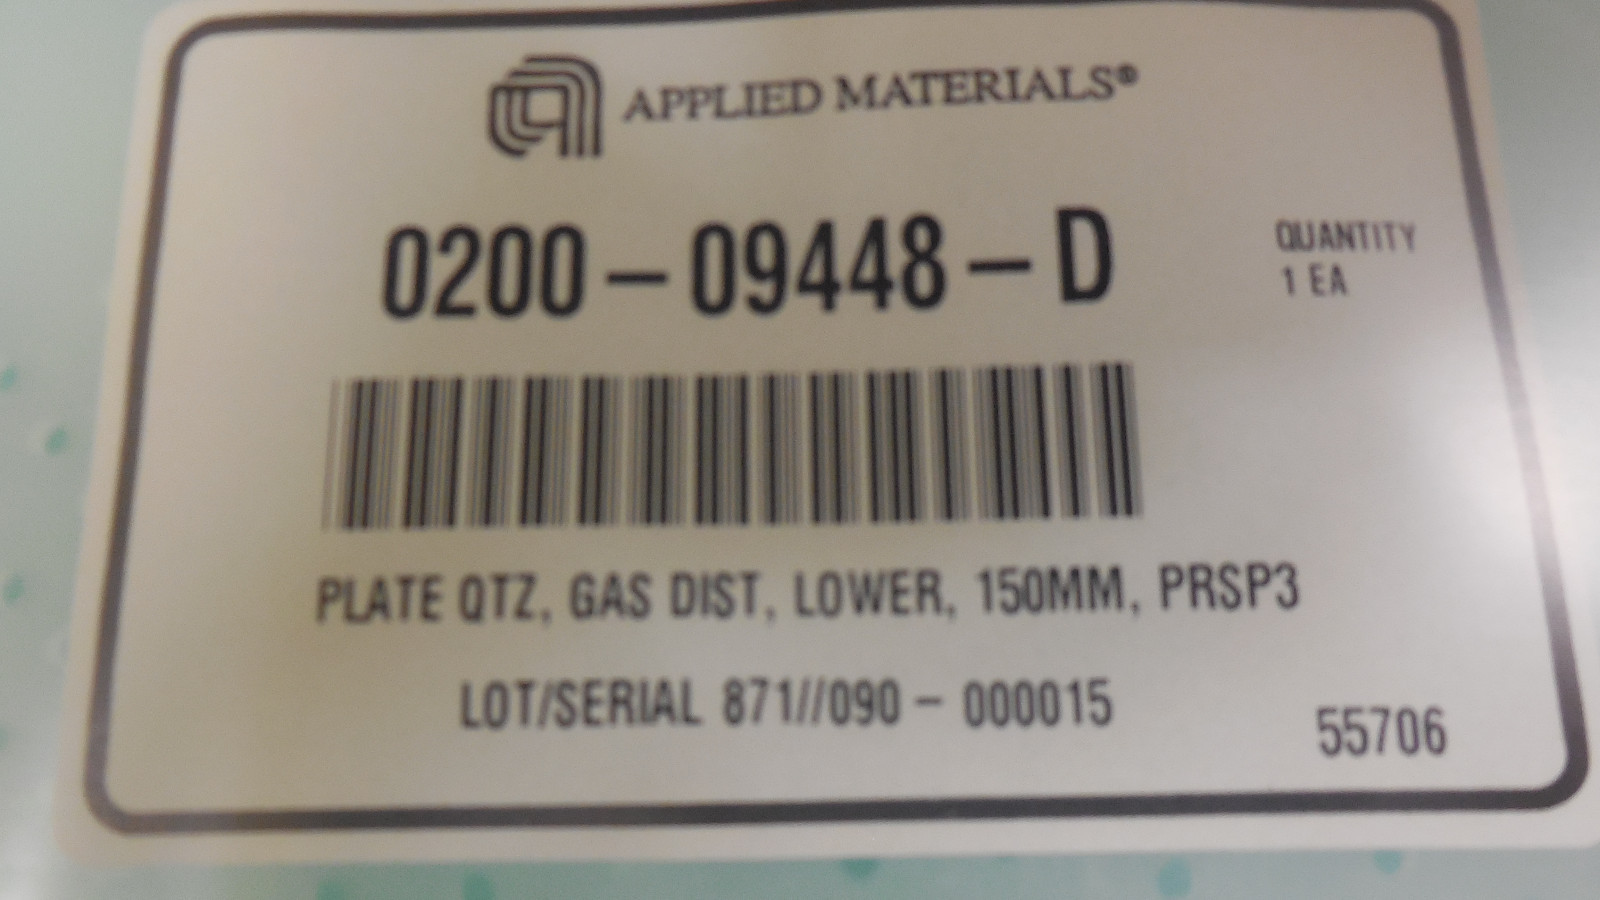 APPLIED MATERIALS®
0200-09448-D
QUANTITY
1 EA
PLATE QTZ, GAS DIST, LOWER, 150MM, PRSP3
LOT/SERIAL 871//090 - 000015
55706